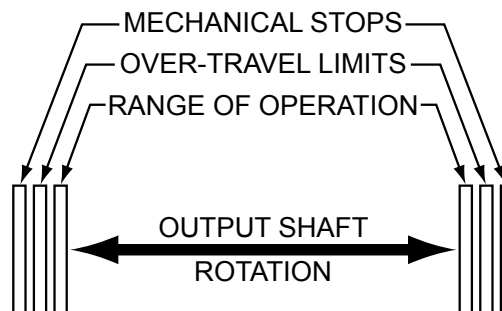 MECHANICAL STOPS
OVER-TRAVEL LIMITS
RANGE OF OPERATION
OUTPUT SHAFT
ROTATION